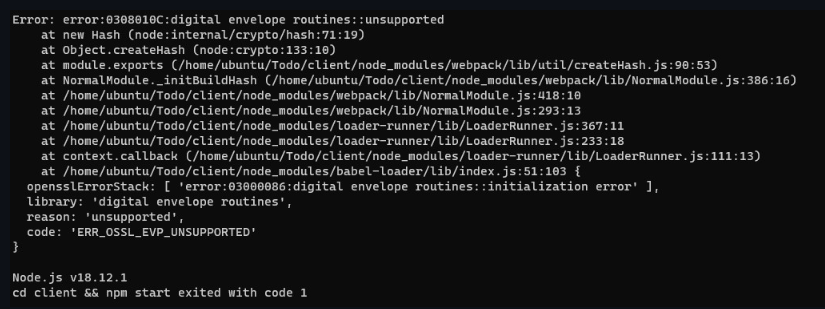 Error: error:0308010C:digital envelope routines::unsupported
    at new Hash (node:internal/crypto/hash:71:19)
    at Object.createHash (node:crypto:133:10)
    at module.exports (/home/ubuntu/Todo/client/node_modules/webpack/lib/util/createHash.js:90:53)
    at NormalModule._initBuildHash (/home/ubuntu/Todo/client/node_modules/webpack/lib/NormalModule.js:386:16)
    at /home/ubuntu/Todo/client/node_modules/webpack/lib/NormalModule.js:418:10
    at /home/ubuntu/Todo/client/node_modules/webpack/lib/NormalModule.js:293:13
    at /home/ubuntu/Todo/client/node_modules/loader-runner/lib/LoaderRunner.js:367:11
    at /home/ubuntu/Todo/client/node_modules/loader-runner/lib/LoaderRunner.js:233:18
    at context.callback (/home/ubuntu/Todo/client/node_modules/loader-runner/lib/LoaderRunner.js:111:13)
    at /home/ubuntu/Todo/client/node_modules/babel-loader/lib/index.js:51:103 {
  opensslErrorStack: [ 'error:03000086:digital envelope routines::initialization error' ],
  library: 'digital envelope routines',
  reason: 'unsupported',
  code: 'ERR_OSSL_EVP_UNSUPPORTED'
}

Node.js v18.12.1
cd client && npm start exited with code 1